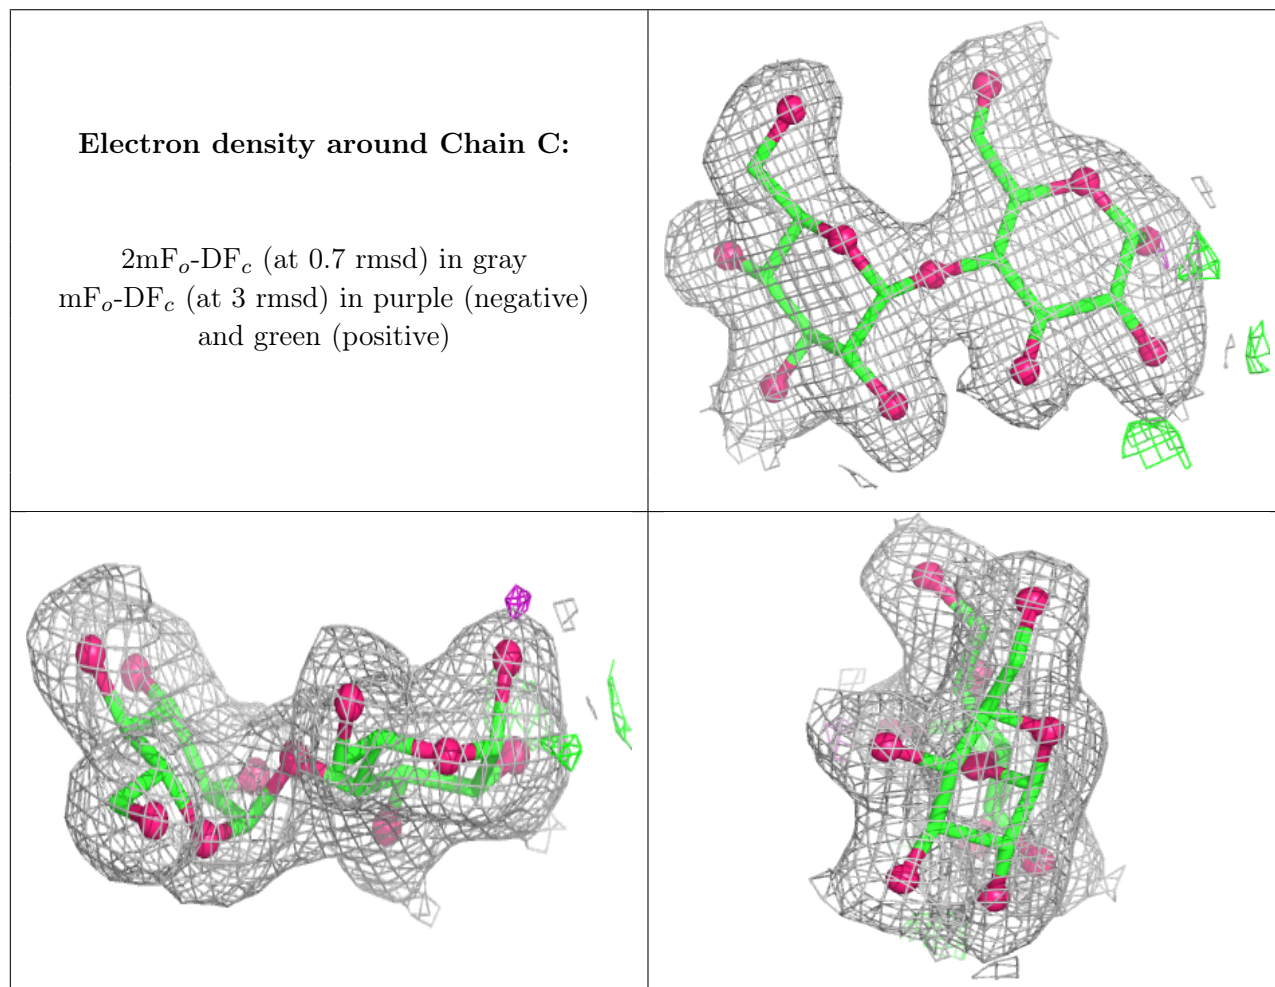 Electron density around Chain C:
2mFₒ-DF𝒸 (at 0.7 rmsd) in gray
mFₒ-DF𝒸 (at 3 rmsd) in purple (negative)
and green (positive)